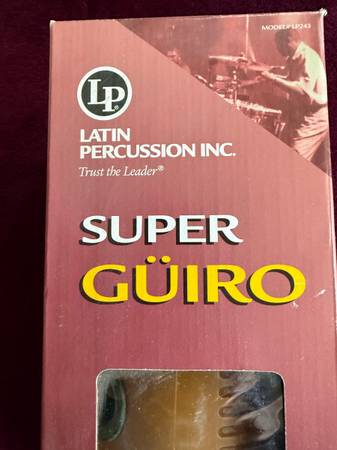 MODEL# LP243
LP®
LATIN
PERCUSSION INC.
Trust the Leader®
SUPER
GÜIRO